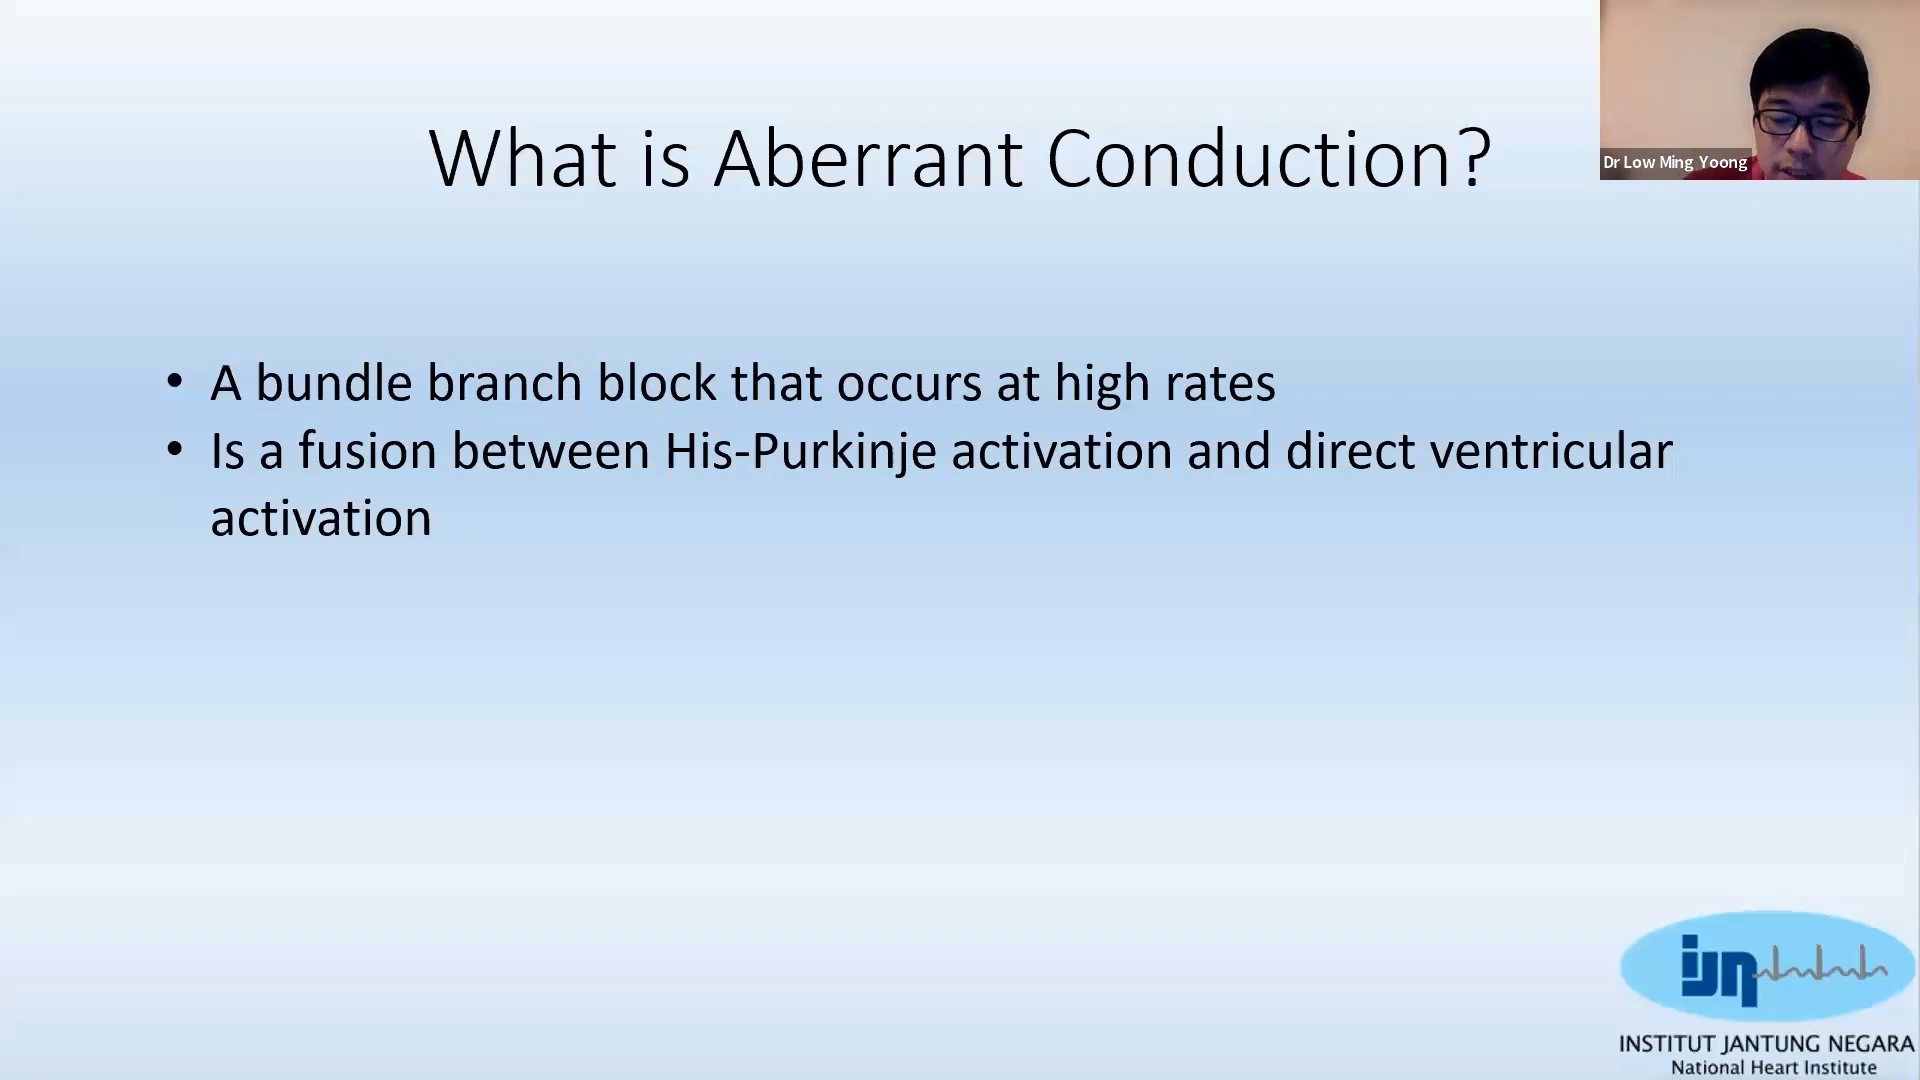 What is Aberrant Conduction?
Dr Low Ming Yoong
• A bundle branch block that occurs at high rates
• Is a fusion between His-Purkinje activation and direct ventricular
activation
ijn
INSTITUT JANTUNG NEGARA
National Heart Institute